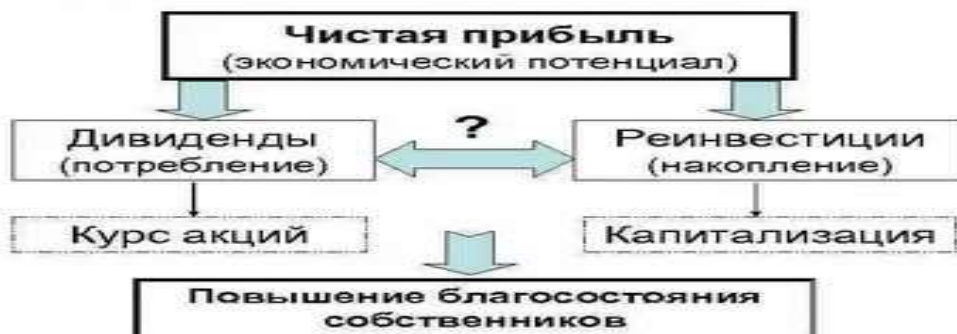 Чистая прибыль
(экономический потенциал)
?
Дивиденды
(потребление)
Реинвестиции
(накопление)
Курс акций
Капитализация
Повышение благосостояния
собственников